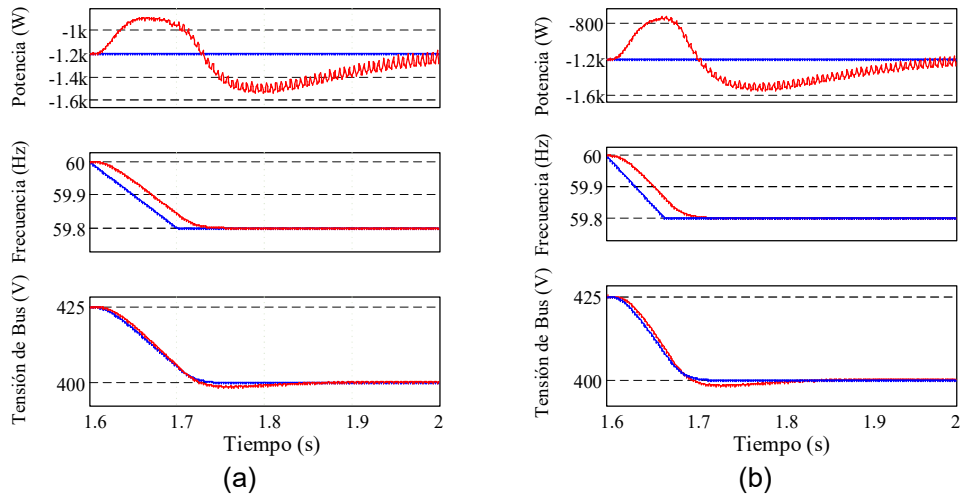 Potencia (W)
-1k
-1.2k
-1.4k
-1.6k
Frecuencia (Hz)
60
59.9
59.8
Tensión de Bus (V)
425
400
1.6
1.7
1.8
1.9
2
Tiempo (s)
(a)
Potencia (W)
-800
-1.2k
-1.6k
Frecuencia (Hz)
60
59.9
59.8
Tensión de Bus (V)
425
400
1.6
1.7
1.8
1.9
2
Tiempo (s)
(b)